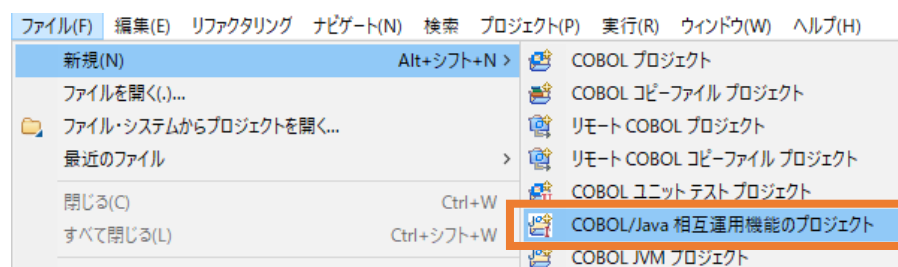 ファイル(F) 編集(E) リファクタリング ナビゲート(N) 検索 プロジェクト(P) 実行(R) ウィンドウ(W) ヘルプ(H)
新規(N) Alt+シフト+N >
ファイルを開く(.)...
ファイル・システムからプロジェクトを開く...
最近のファイル >
閉じる(C) Ctrl+W
すべて閉じる(L) Ctrl+シフト+W
COBOL プロジェクト
COBOL コピーファイル プロジェクト
リモート COBOL プロジェクト
リモート COBOL コピーファイル プロジェクト
COBOL ユニット テスト プロジェクト
COBOL/Java 相互運用機能のプロジェクト
COBOL JVM プロジェクト